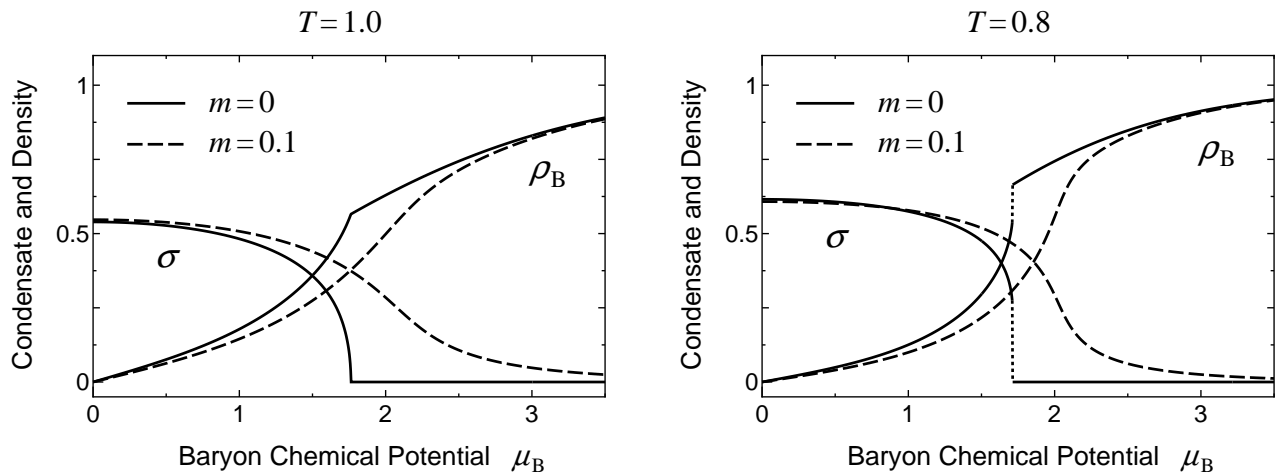 T = 1.0
Condensate and Density
1
0.5
0
m = 0
m = 0.1
ρB
σ
0 1 2 3
Baryon Chemical Potential μB
T = 0.8
Condensate and Density
1
0.5
0
m = 0
m = 0.1
ρB
σ
0 1 2 3
Baryon Chemical Potential μB